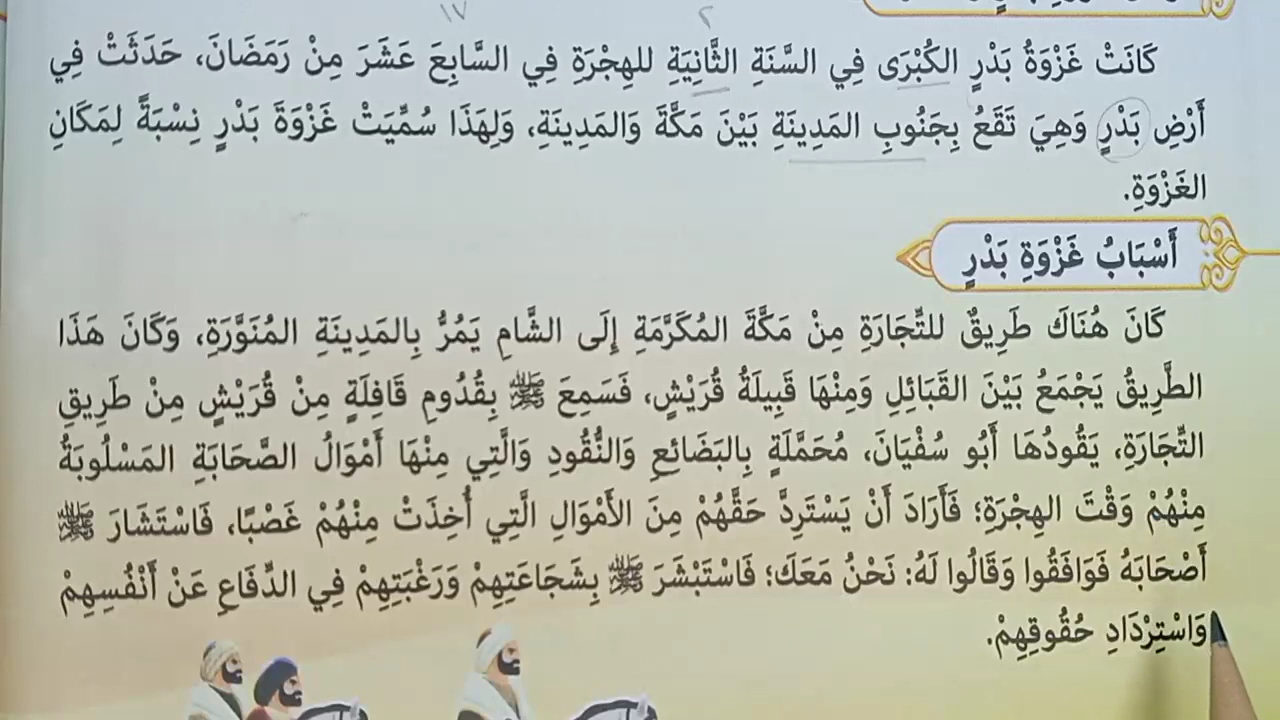 ٢ ١٧
كَانَتْ غَزْوَةُ بَدْرٍ الكُبْرَى فِي السَّنَةِ الثَّانِيَةِ للهِجْرَةِ فِي السَّابِعَ عَشَرَ مِنْ رَمَضَانَ، حَدَثَتْ فِي
أَرْضِ بَدْرٍ وَهِيَ تَقَعُ بِجَنُوبِ المَدِينَةِ بَيْنَ مَكَّةَ وَالمَدِينَةِ، وَلِهَذَا سُمِّيَتْ غَزْوَةَ بَدْرٍ نِسْبَةً لِمَكَانِ
الغَزْوَةِ.
أَسْبَابُ غَزْوَةِ بَدْرٍ
كَانَ هُنَاكَ طَرِيقٌ للتِّجَارَةِ مِنْ مَكَّةَ المُكَرَّمَةِ إِلَى الشَّامِ يَمُرُّ بِالمَدِينَةِ المُنَوَّرَةِ، وَكَانَ هَذَا
الطَّرِيقُ يَجْمَعُ بَيْنَ القَبَائِلِ وَمِنْهَا قَبِيلَةُ قُرَيْشٍ، فَسَمِعَ ﷺ بِقُدُومِ قَافِلَةٍ مِنْ قُرَيْشٍ مِنْ طَرِيقِ
التِّجَارَةِ، يَقُودُهَا أَبُو سُفْيَانَ، مُحَمَّلَةٍ بِالبَضَائِعِ وَالنُّقُودِ وَالَّتِي مِنْهَا أَمْوَالُ الصَّحَابَةِ المَسْلُوبَةُ
مِنْهُمْ وَقْتَ الهِجْرَةِ؛ فَأَرَادَ أَنْ يَسْتَرِدَّ حَقَّهُمْ مِنَ الأَمْوَالِ الَّتِي أُخِذَتْ مِنْهُمْ غَصْبًا، فَاسْتَشَارَ ﷺ
أَصْحَابَهُ فَوَافَقُوا وَقَالُوا لَهُ: نَحْنُ مَعَكَ؛ فَاسْتَبْشَرَ ﷺ بِشَجَاعَتِهِمْ وَرَغْبَتِهِمْ فِي الدِّفَاعِ عَنْ أَنْفُسِهِمْ
وَاسْتِرْدَادِ حُقُوقِهِمْ.